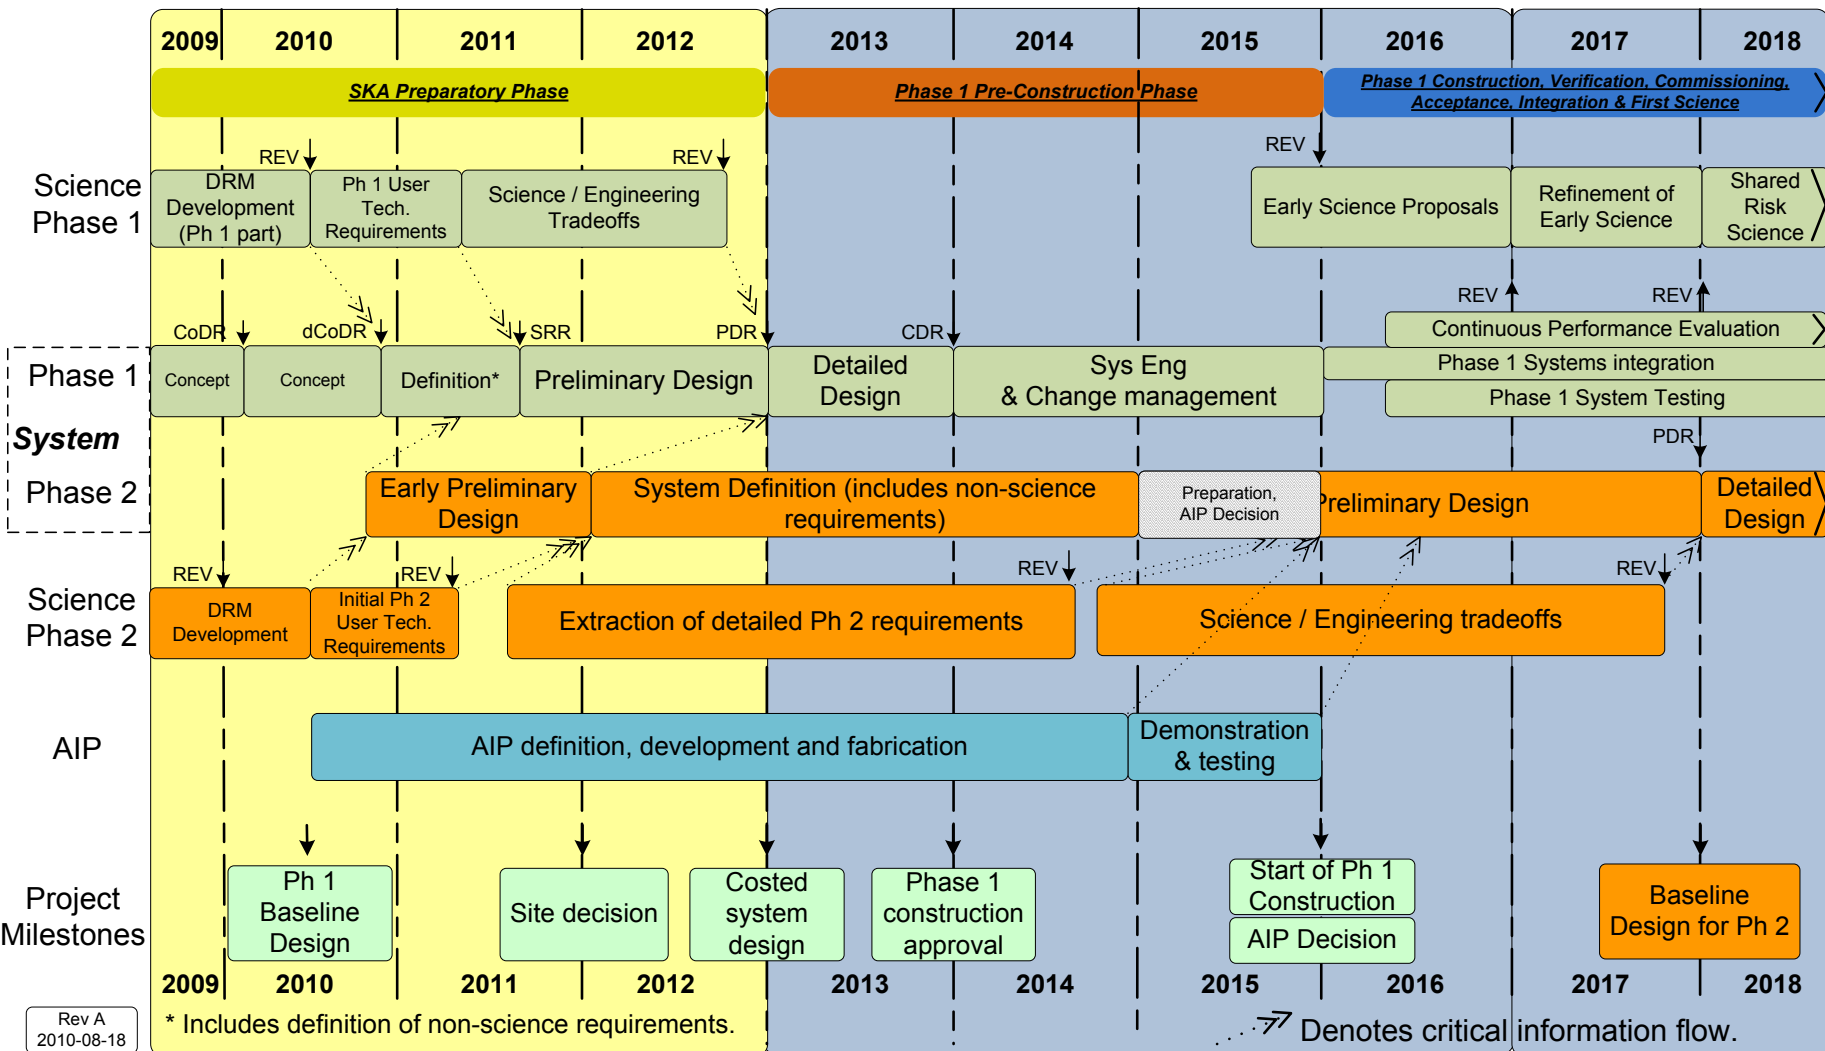 2009 2010 2011 2012 2013 2014 2015 2016 2017 2018
SKA Preparatory Phase
Phase 1 Pre-Construction Phase
Phase 1 Construction, Verification, Commissioning,
Acceptance, Integration & First Science
REV
REV
REV
Science
Phase 1
DRM
Development
(Ph 1 part)
Ph 1 User
Tech.
Requirements
Science / Engineering
Tradeoffs
Early Science Proposals
Refinement of
Early Science
Shared
Risk
Science
REV
REV
CoDR
dCoDR
SRR
PDR
CDR
Continuous Performance Evaluation
Phase 1
Concept
Concept
Definition*
Preliminary Design
Detailed
Design
Sys Eng
& Change management
Phase 1 Systems integration
Phase 1 System Testing
System
PDR
Phase 2
Early Preliminary
Design
System Definition (includes non-science
requirements)
Preparation,
AIP Decision
Preliminary Design
Detailed
Design
REV
REV
REV
REV
Science
Phase 2
DRM
Development
Initial Ph 2
User Tech.
Requirements
Extraction of detailed Ph 2 requirements
Science / Engineering tradeoffs
AIP
AIP definition, development and fabrication
Demonstration
& testing
Project
Milestones
Ph 1
Baseline
Design
Site decision
Costed
system
design
Phase 1
construction
approval
Start of Ph 1
Construction
AIP Decision
Baseline
Design for Ph 2
2009 2010 2011 2012 2013 2014 2015 2016 2017 2018
Rev A
2010-08-18
* Includes definition of non-science requirements.
Denotes critical information flow.